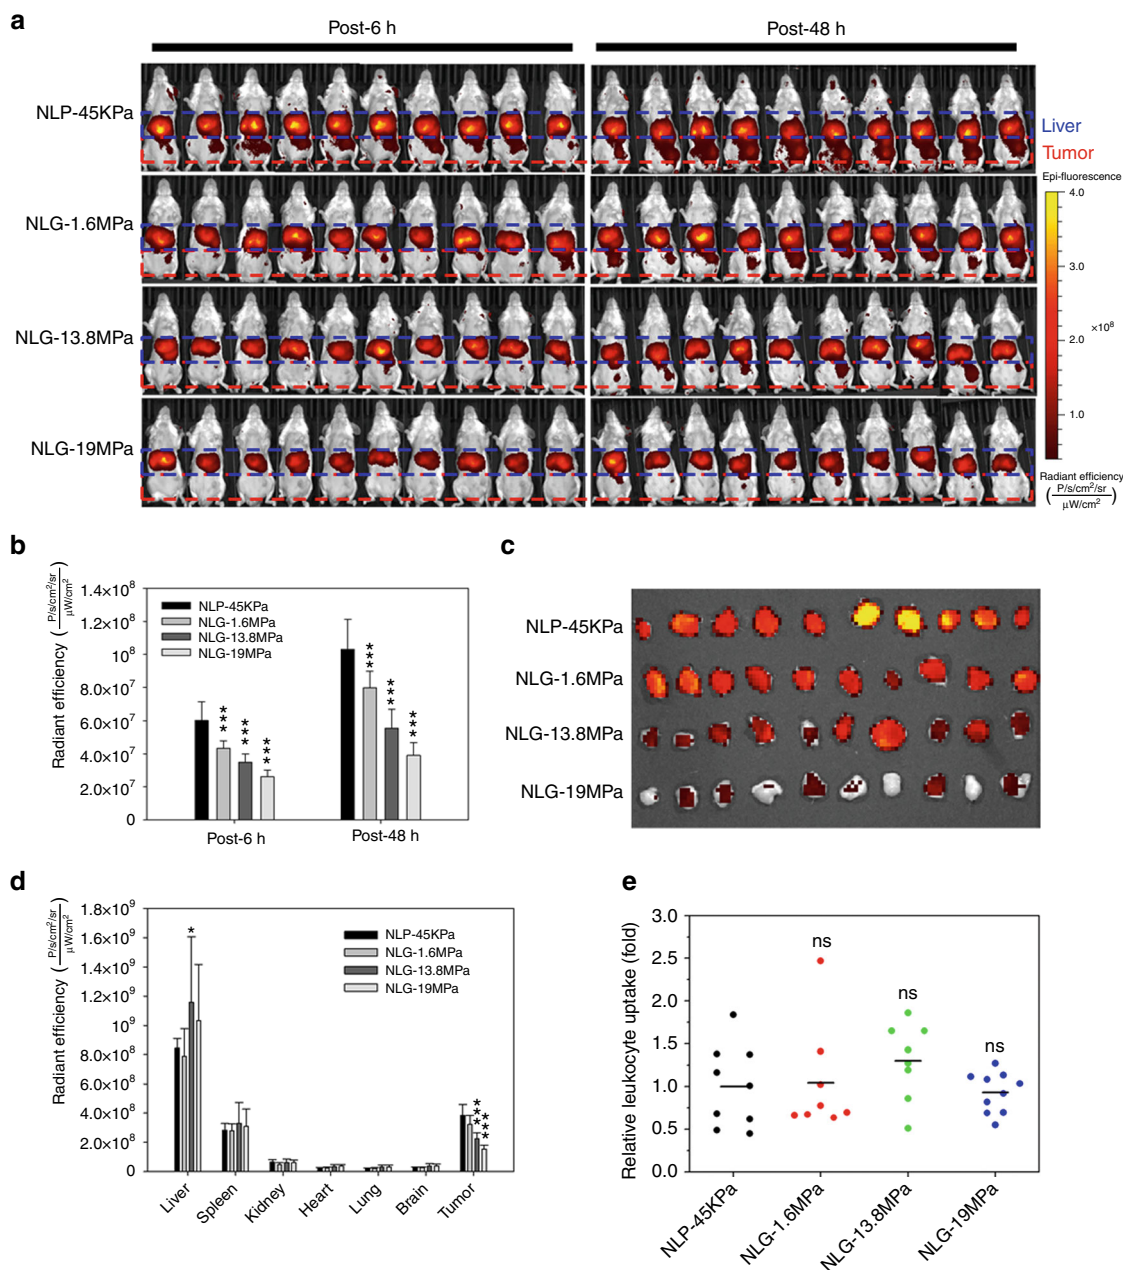 a
Post-6 h
Post-48 h
NLP-45KPa
NLG-1.6MPa
NLG-13.8MPa
NLG-19MPa
Liver
Tumor
Epi-fluorescence
4.0
3.0
2.0
×10⁸
1.0
Radiant efficiency
(P/s/cm²/sr / µW/cm²)
b
Radiant efficiency (P/s/cm²/sr / µW/cm²)
1.4×10⁸
1.2×10⁸
10⁸
8.0×10⁷
6.0×10⁷
4.0×10⁷
2.0×10⁷
0
NLP-45KPa
NLG-1.6MPa
NLG-13.8MPa
NLG-19MPa
***
***
***
***
***
***
Post-6 h
Post-48 h
c
NLP-45KPa
NLG-1.6MPa
NLG-13.8MPa
NLG-19MPa
d
Radiant efficiency (P/s/cm²/sr / µW/cm²)
1.8×10⁹
1.6×10⁹
1.4×10⁹
1.2×10⁹
10⁹
8.0×10⁸
6.0×10⁸
4.0×10⁸
2.0×10⁸
0
NLP-45KPa
NLG-1.6MPa
NLG-13.8MPa
NLG-19MPa
*
***
***
Liver
Spleen
Kidney
Heart
Lung
Brain
Tumor
e
Relative leukocyte uptake (fold)
3.0
2.5
2.0
1.5
1.0
0.5
0.0
ns
ns
ns
NLP-45KPa
NLG-1.6MPa
NLG-13.8MPa
NLG-19MPa